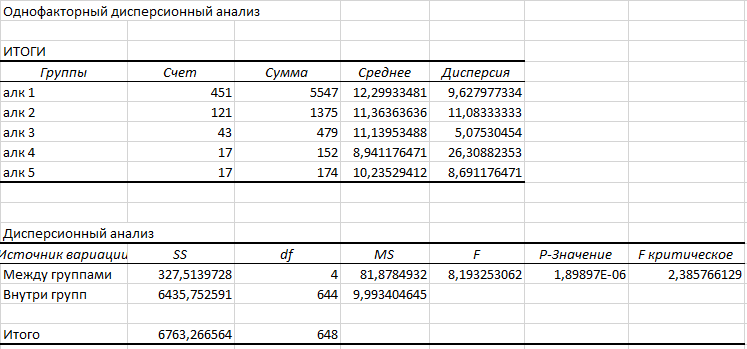 Однофакторный дисперсионный анализ
ИТОГИ
Группы Счет Сумма Среднее Дисперсия
алк 1 451 5547 12,29933481 9,627977334
алк 2 121 1375 11,36363636 11,08333333
алк 3 43 479 11,13953488 5,07530454
алк 4 17 152 8,941176471 26,30882353
алк 5 17 174 10,23529412 8,691176471
Дисперсионный анализ
Источник вариации SS df MS F P-Значение F критическое
Между группами 327,5139728 4 81,8784932 8,193253062 1,89897E-06 2,385766129
Внутри групп 6435,752591 644 9,993404645
Итого 6763,266564 648